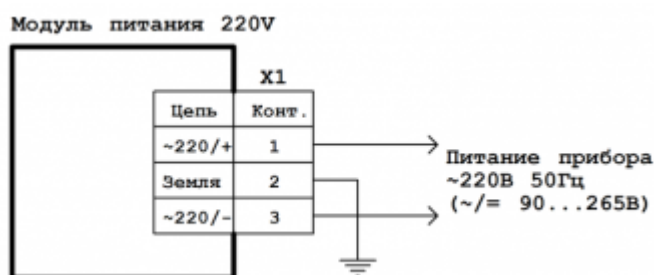 Модуль питания 220V
X1
Цепь Конт.
~220/+ 1
Земля 2
~220/- 3
Питание прибора
~220В 50Гц
(~/= 90...265В)